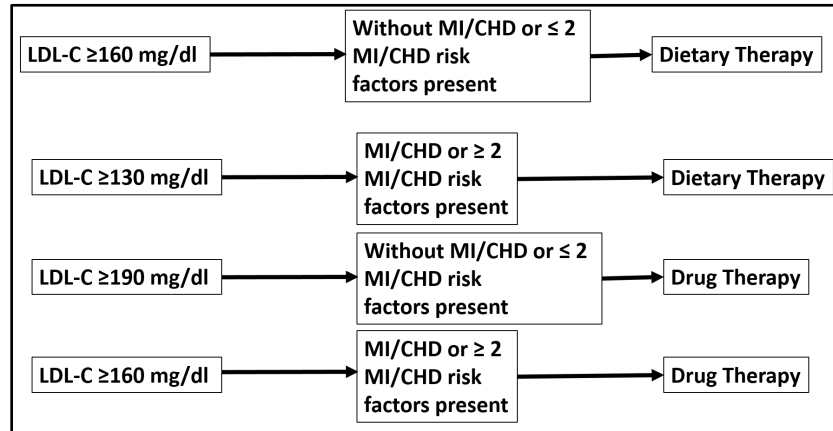 LDL-C ≥160 mg/dl
Without MI/CHD or ≤ 2
MI/CHD risk
factors present
Dietary Therapy
LDL-C ≥130 mg/dl
MI/CHD or ≥ 2
MI/CHD risk
factors present
Dietary Therapy
LDL-C ≥190 mg/dl
Without MI/CHD or ≤ 2
MI/CHD risk
factors present
Drug Therapy
LDL-C ≥160 mg/dl
MI/CHD or ≥ 2
MI/CHD risk
factors present
Drug Therapy